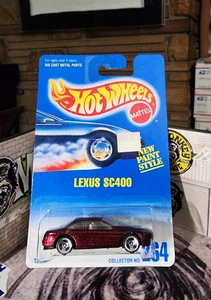 For ages over 3 years.
DIE CAST METAL PARTS.
Hot Wheels
MATTEL
NEW
PAINT
STYLE
LEXUS SC400
COLLECTOR NO.
264